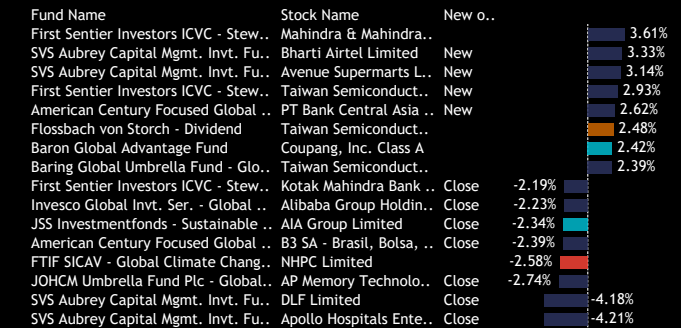 Fund Name Stock Name New o..
First Sentier Investors ICVC - Stew.. Mahindra & Mahindra.. 3.61%
SVS Aubrey Capital Mgmt. Invt. Fu.. Bharti Airtel Limited New 3.33%
SVS Aubrey Capital Mgmt. Invt. Fu.. Avenue Supermarts L.. New 3.14%
First Sentier Investors ICVC - Stew.. Taiwan Semiconduct.. New 2.93%
American Century Focused Global .. PT Bank Central Asia .. New 2.62%
Flossbach von Storch - Dividend Taiwan Semiconduct.. 2.48%
Baron Global Advantage Fund Coupang, Inc. Class A 2.42%
Baring Global Umbrella Fund - Glo.. Taiwan Semiconduct.. 2.39%
First Sentier Investors ICVC - Stew.. Kotak Mahindra Bank .. Close -2.19%
Invesco Global Invt. Ser. - Global .. Alibaba Group Holdin.. Close -2.23%
JSS Investmentfonds - Sustainable .. AIA Group Limited Close -2.34%
American Century Focused Global .. B3 SA - Brasil, Bolsa, .. Close -2.39%
FTIF SICAV - Global Climate Chang.. NHPC Limited -2.58%
JOHCM Umbrella Fund Plc - Global.. AP Memory Technolo.. Close -2.74%
SVS Aubrey Capital Mgmt. Invt. Fu.. DLF Limited Close -4.18%
SVS Aubrey Capital Mgmt. Invt. Fu.. Apollo Hospitals Ente.. Close -4.21%